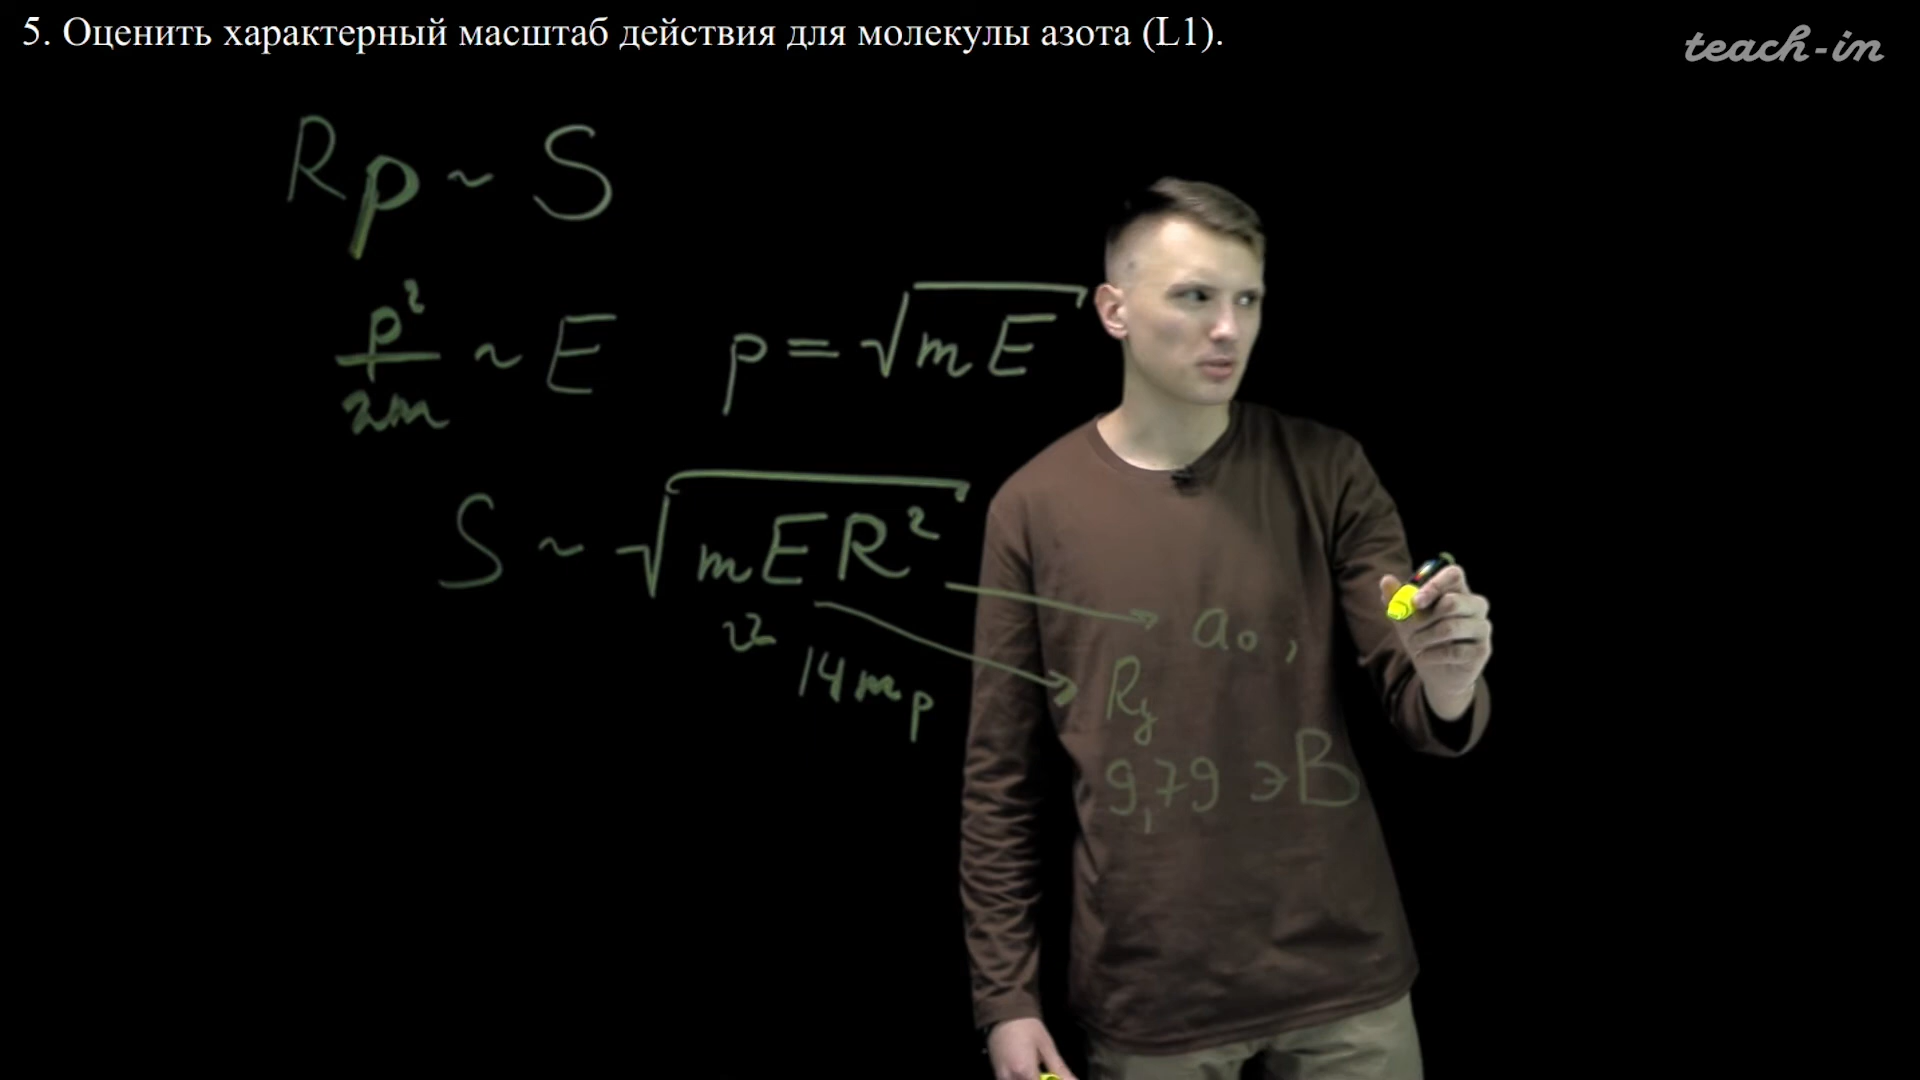 5. Оценить характерный масштаб действия для молекулы азота (L1).
teach-in
Rp ~ S
p²/2m ~ E p = √mE
S ~ √mER²
a₀,
14mp
Ry
9,79 эВ